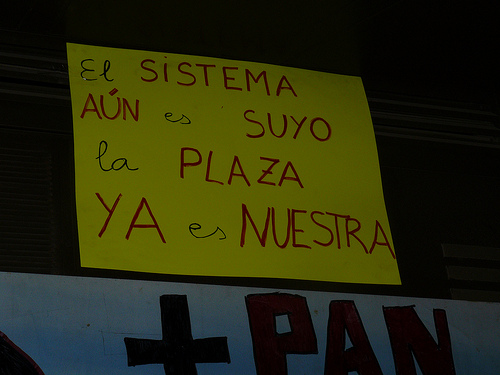 El SISTEMA
AÚN es SUYO
la PLAZA
YA es NUESTRA
+ PAN